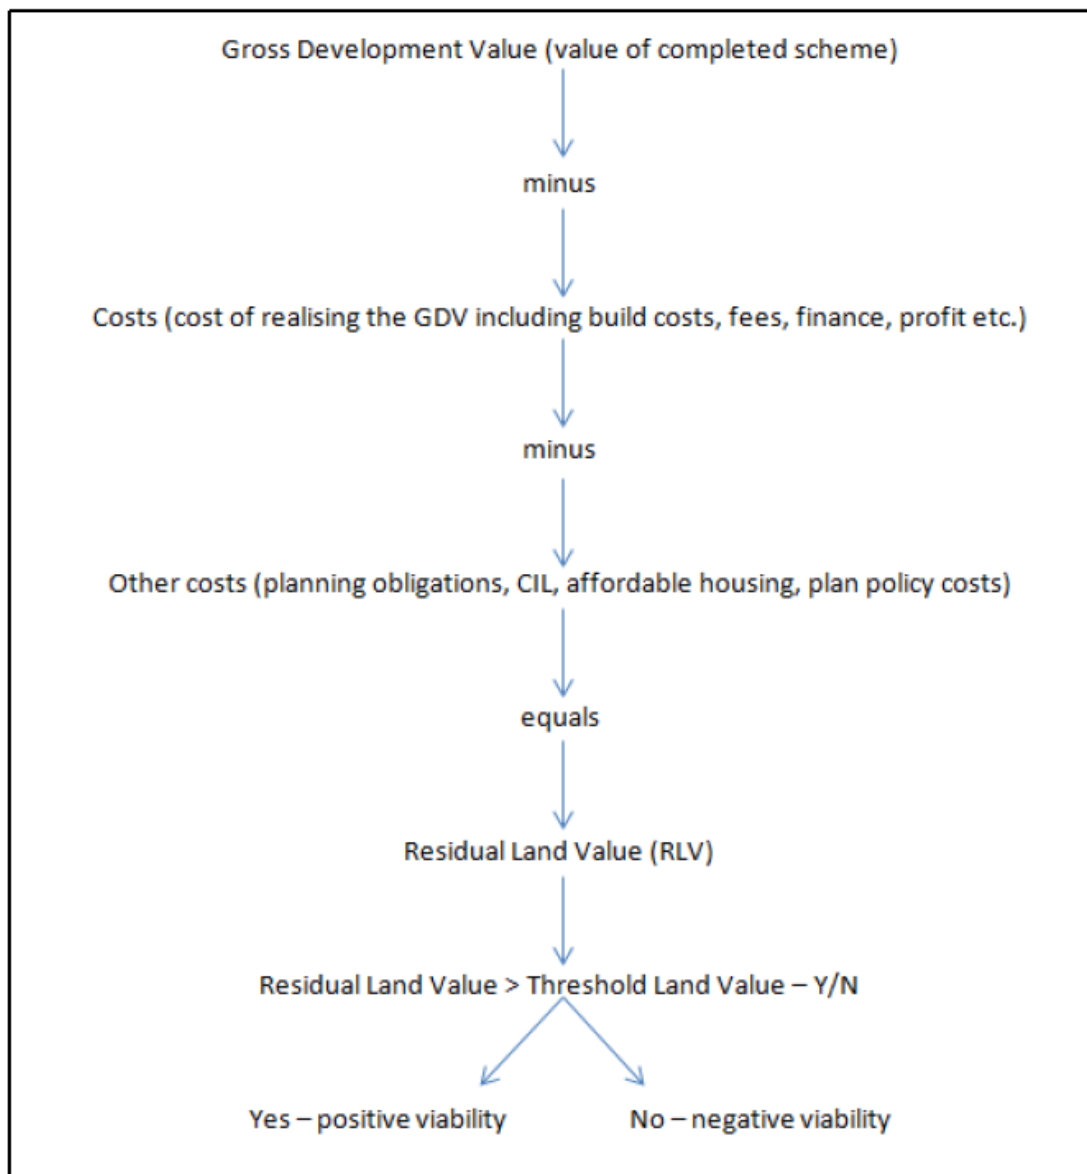 Gross Development Value (value of completed scheme)
minus
Costs (cost of realising the GDV including build costs, fees, finance, profit etc.)
minus
Other costs (planning obligations, CIL, affordable housing, plan policy costs)
equals
Residual Land Value (RLV)
Residual Land Value > Threshold Land Value – Y/N
Yes – positive viability
No – negative viability